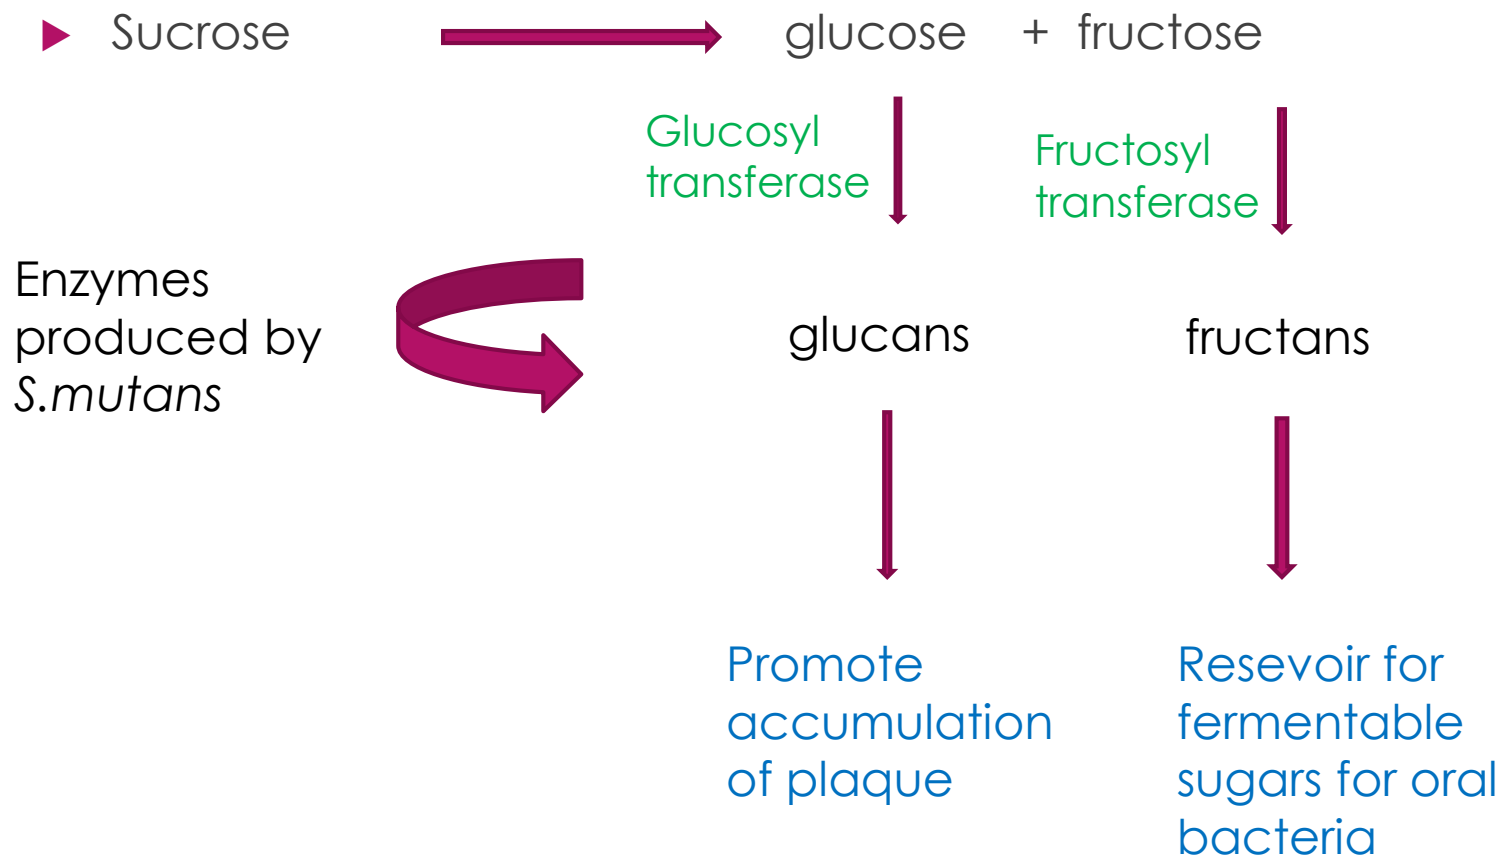 Sucrose glucose + fructose
Glucosyl
transferase
Fructosyl
transferase
Enzymes
produced by
S.mutans
glucans
fructans
Promote
accumulation
of plaque
Resevoir for
fermentable
sugars for oral
bacteria